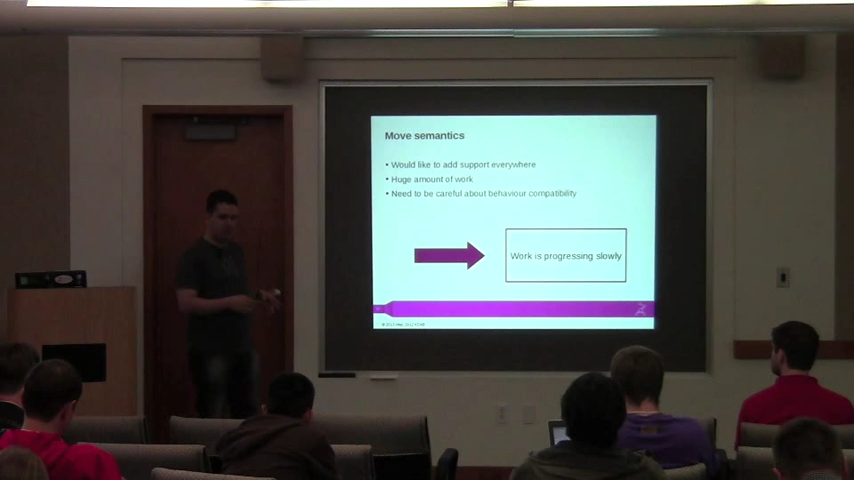 Move semantics
• Would like to add support everywhere
• Huge amount of work
• Need to be careful about behaviour compatibility
Work is progressing slowly